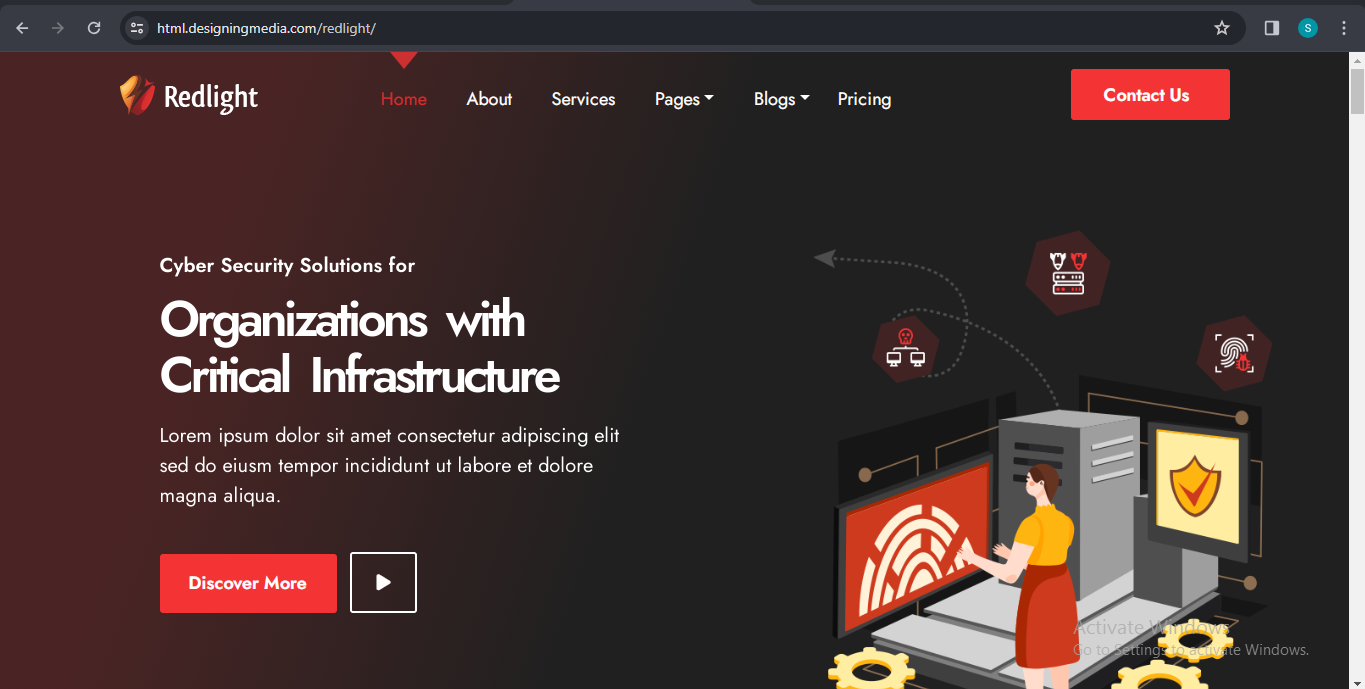 html.designingmedia.com/redlight/
S
Redlight
Home About Services Pages Blogs Pricing
Contact Us
Cyber Security Solutions for
Organizations with
Critical Infrastructure
Lorem ipsum dolor sit amet consectetur adipiscing elit
sed do eiusm tempor incididunt ut labore et dolore
magna aliqua.
Discover More
Activate Windows
Go to Settings to activate Windows.